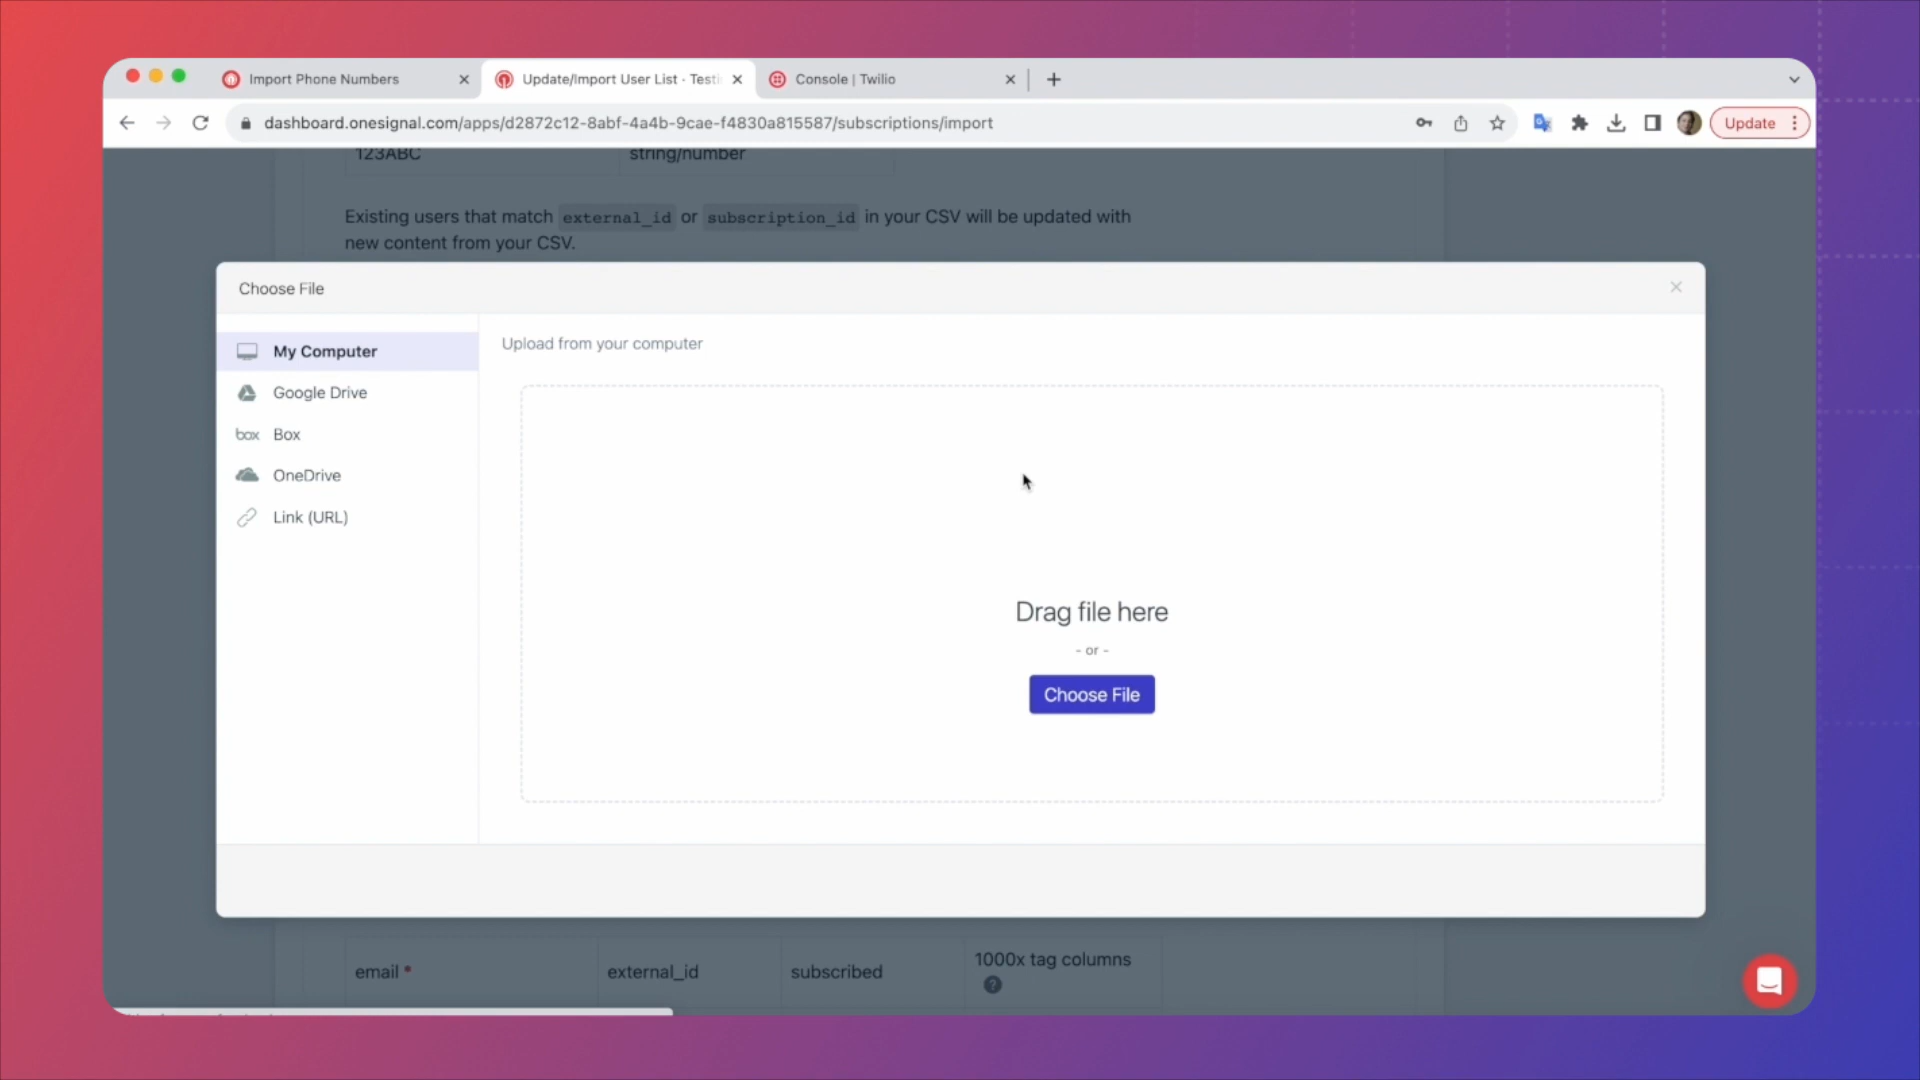 Import Phone Numbers
Update/Import User List - Testi
Console | Twilio
dashboard.onesignal.com/apps/d2872c12-8abf-4a4b-9cae-f4830a815587/subscriptions/import
Update
123ABC
string/number
Existing users that match external_id or subscription_id in your CSV will be updated with
new content from your CSV.
Choose File
My Computer
Google Drive
box Box
OneDrive
Link (URL)
Upload from your computer
Drag file here
- or -
Choose File
email *
external_id
subscribed
1000x tag columns
?